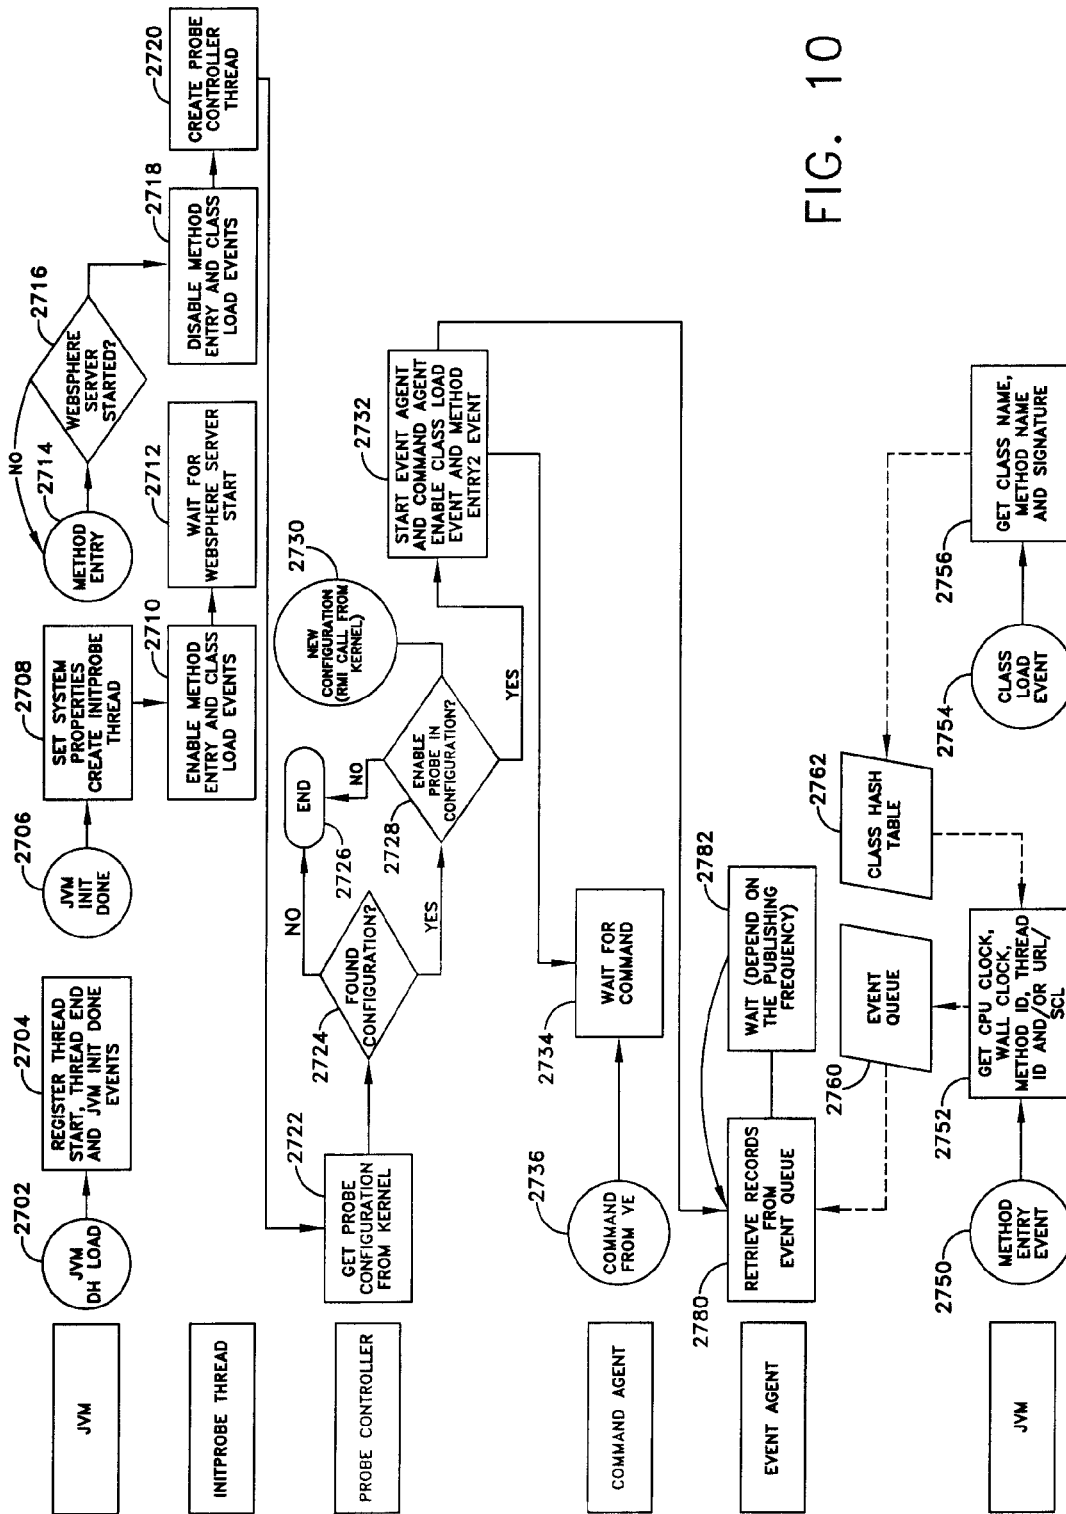 JVM
2702
JVM
DH LOAD
2704
REGISTER THREAD
START, THREAD END
AND JVM INIT DONE
EVENTS
2706
JVM
INIT
DONE
2708
SET SYSTEM
PROPERTIES
CREATE INITPROBE
THREAD
2714
METHOD
ENTRY
NO
2716
WEBSPHERE
SERVER
STARTED?
INITPROBE THREAD
2710
ENABLE METHOD
ENTRY AND CLASS
LOAD EVENTS
2712
WAIT FOR
WEBSPHERE SERVER
START
2718
DISABLE METHOD
ENTRY AND CLASS
LOAD EVENTS
2720
CREATE PROBE
CONTROLLER
THREAD
PROBE CONTROLLER
2722
GET PROBE
CONFIGURATION
FROM KERNEL
2724
FOUND
CONFIGURATION?
NO
YES
END
2726
2728
ENABLE
PROBE IN
CONFIGURATION?
NO
YES
2730
NEW
CONFIGURATION
(RMI CALL FROM
KERNEL)
2732
START EVENT AGENT
AND COMMAND AGENT
ENABLE CLASS LOAD
EVENT AND METHOD
ENTRY2 EVENT
COMMAND AGENT
2736
COMMAND
FROM VE
2734
WAIT FOR
COMMAND
EVENT AGENT
2780
RETRIEVE RECORDS
FROM
EVENT QUEUE
2782
WAIT (DEPEND ON
THE PUBLISHING
FREQUENCY)
2760
EVENT
QUEUE
2762
CLASS HASH
TABLE
JVM
2750
METHOD
ENTRY
EVENT
2752
GET CPU CLOCK,
WALL CLOCK,
METHOD ID, THREAD
ID AND/OR URL/
SCL
2754
CLASS
LOAD
EVENT
2756
GET CLASS NAME,
METHOD NAME
AND SIGNATURE
FIG. 10